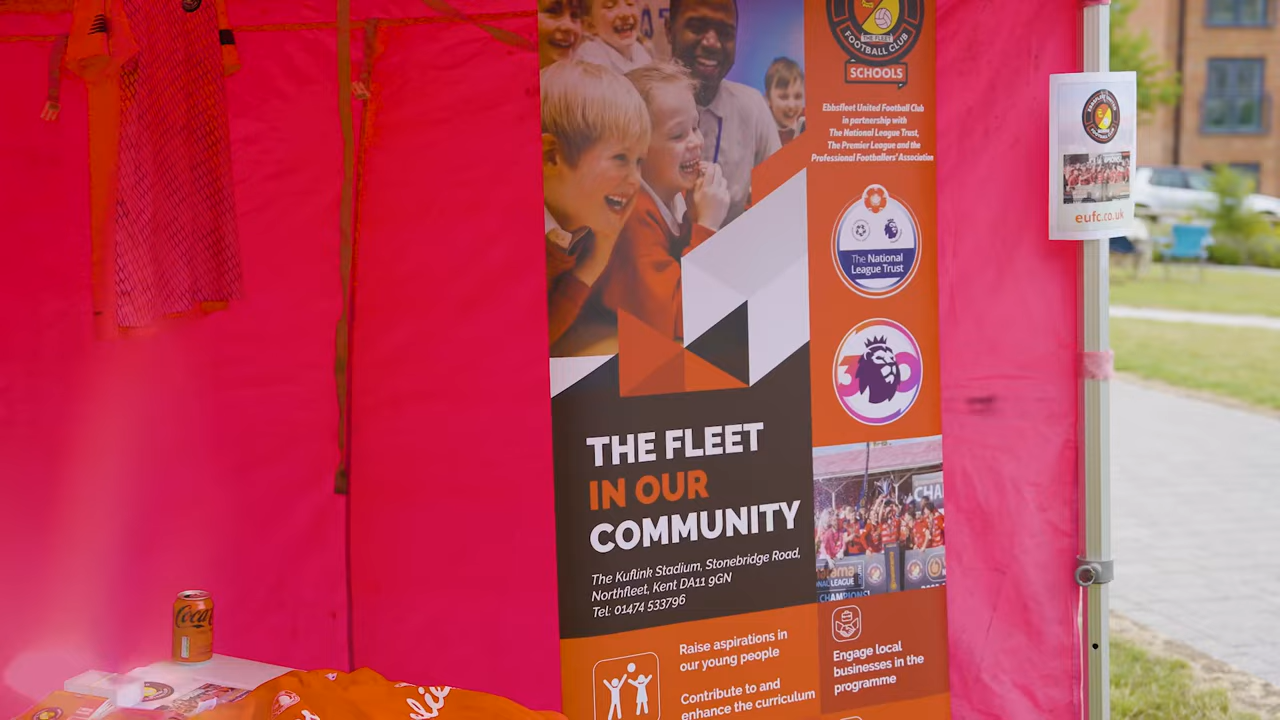 THE FLEET
FOOTBALL CLUB
SCHOOLS
Ebbsfleet United Football Club
in partnership with
The National League Trust,
The Premier League and the
Professional Footballers' Association
The National
League Trust
30
THE FLEET
IN OUR
COMMUNITY
The Kuflink Stadium, Stonebridge Road,
Northfleet, Kent DA11 9GN
Tel: 01474 533796
CHAMPIONS!
Raise aspirations in
our young people
Contribute to and
enhance the curriculum
Engage local
businesses in the
programme
eufc.co.uk
Coca